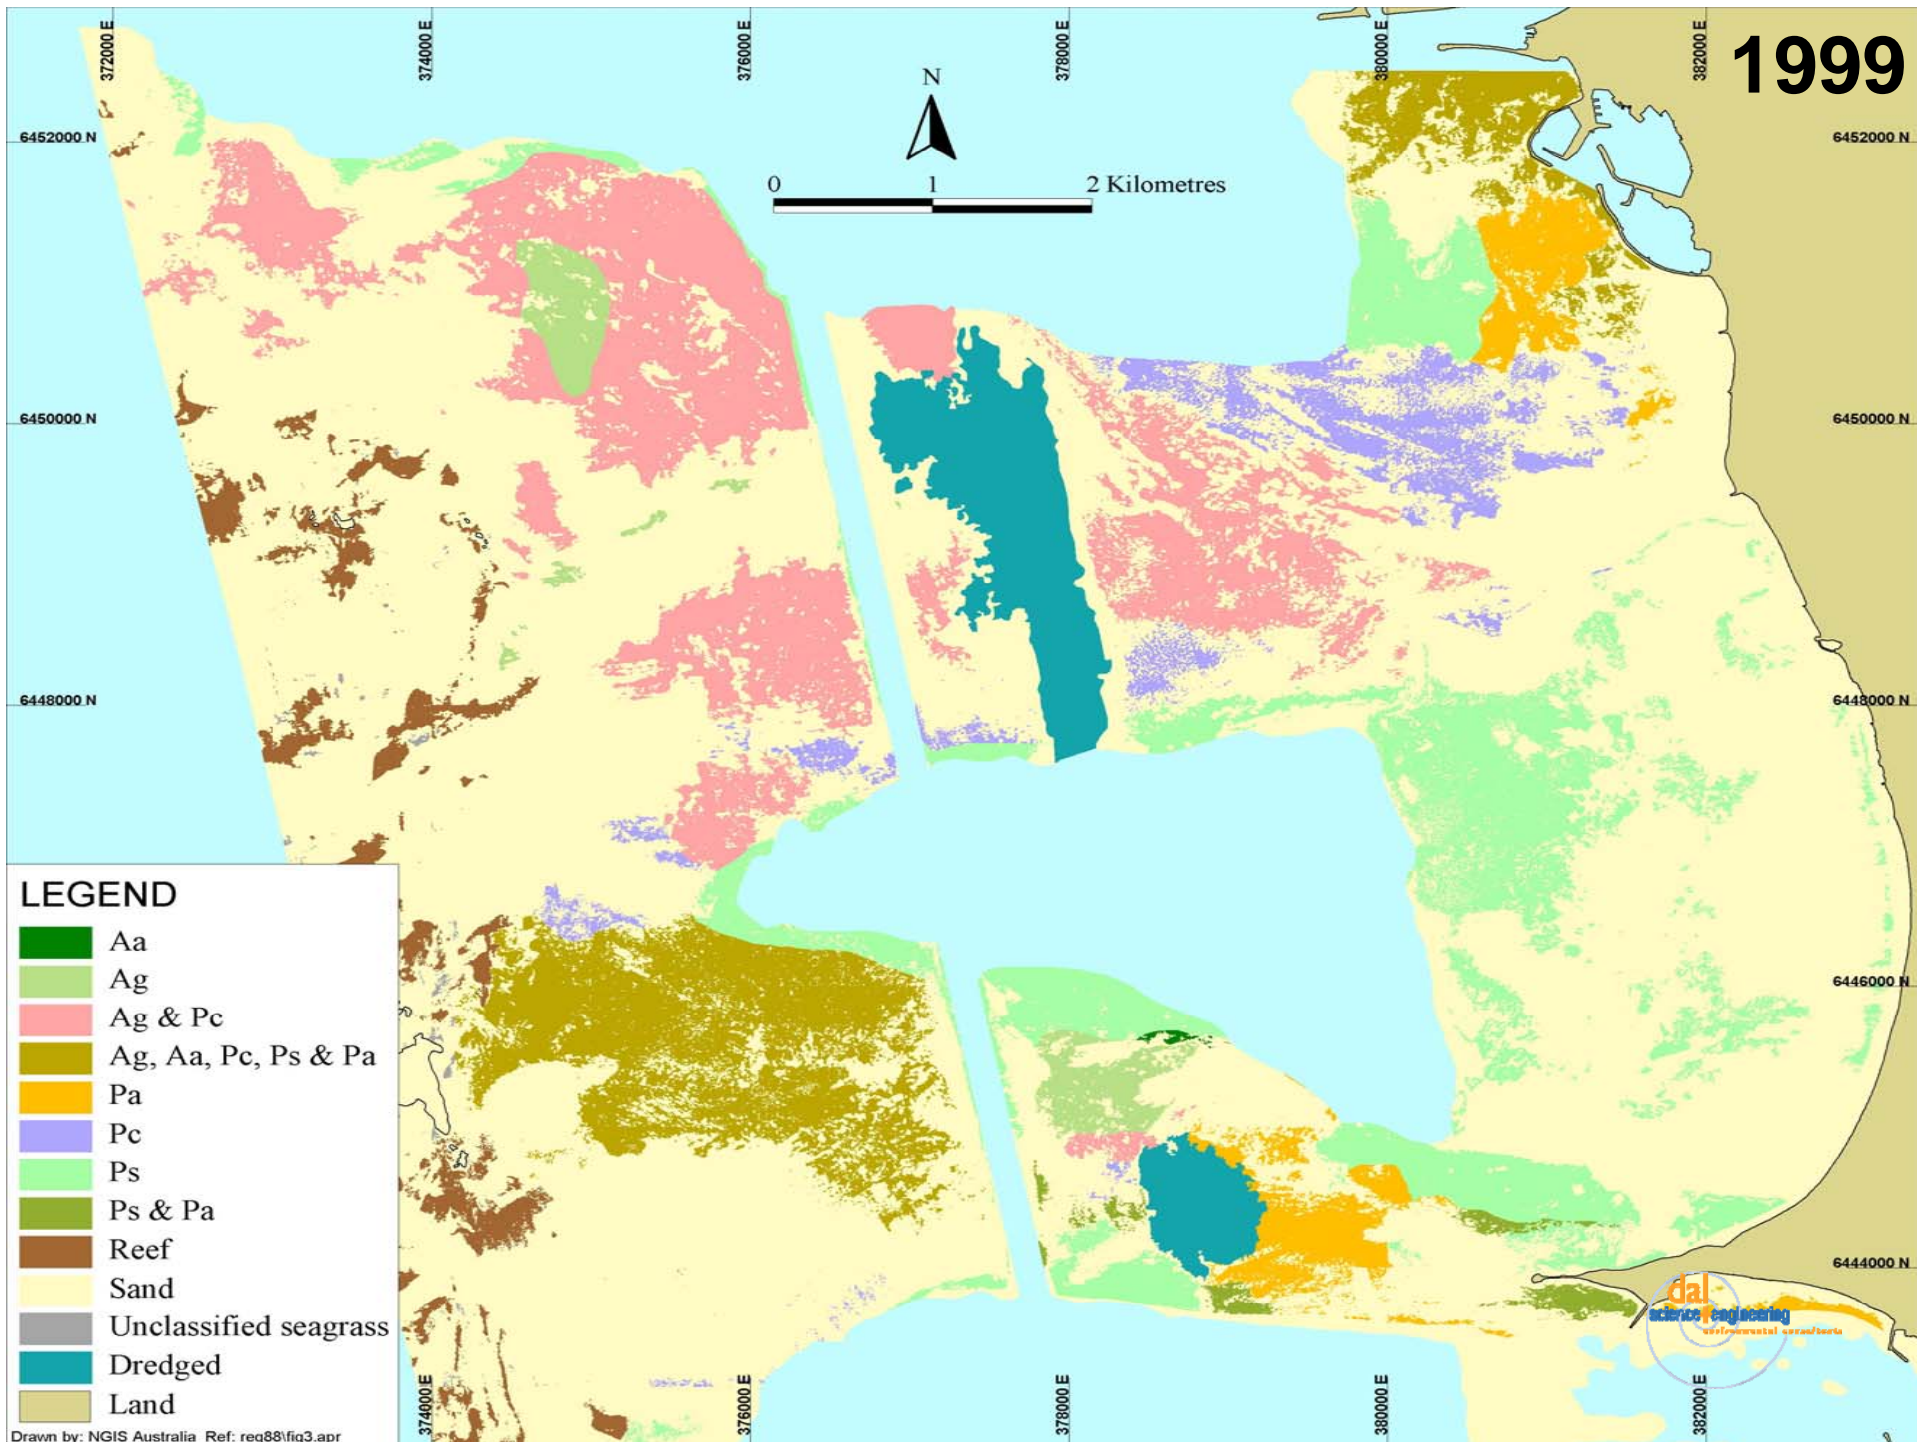 1999
372000 E
374000 E
376000 E
378000 E
380000 E
382000 E
N
6452000 N
6452000 N
0 1 2 Kilometres
6450000 N
6450000 N
6448000 N
6448000 N
LEGEND
Aa
Ag
Ag & Pc
Ag, Aa, Pc, Ps & Pa
Pa
Pc
Ps
Ps & Pa
Reef
Sand
Unclassified seagrass
Dredged
Land
6446000 N
6444000 N
dal
science engineering
environmental consultants
374000 E
376000 E
378000 E
380000 E
382000 E
Drawn by: NGIS Australia Ref: reg88\fig3.apr